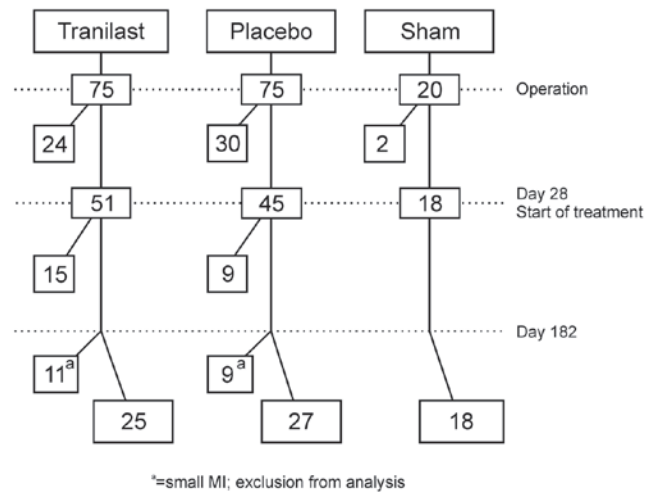 Tranilast Placebo Sham
75 75 20 Operation
24 30 2
51 45 18 Day 28
Start of treatment
15 9
Day 182
11a 9a
25 27 18
a=small MI; exclusion from analysis